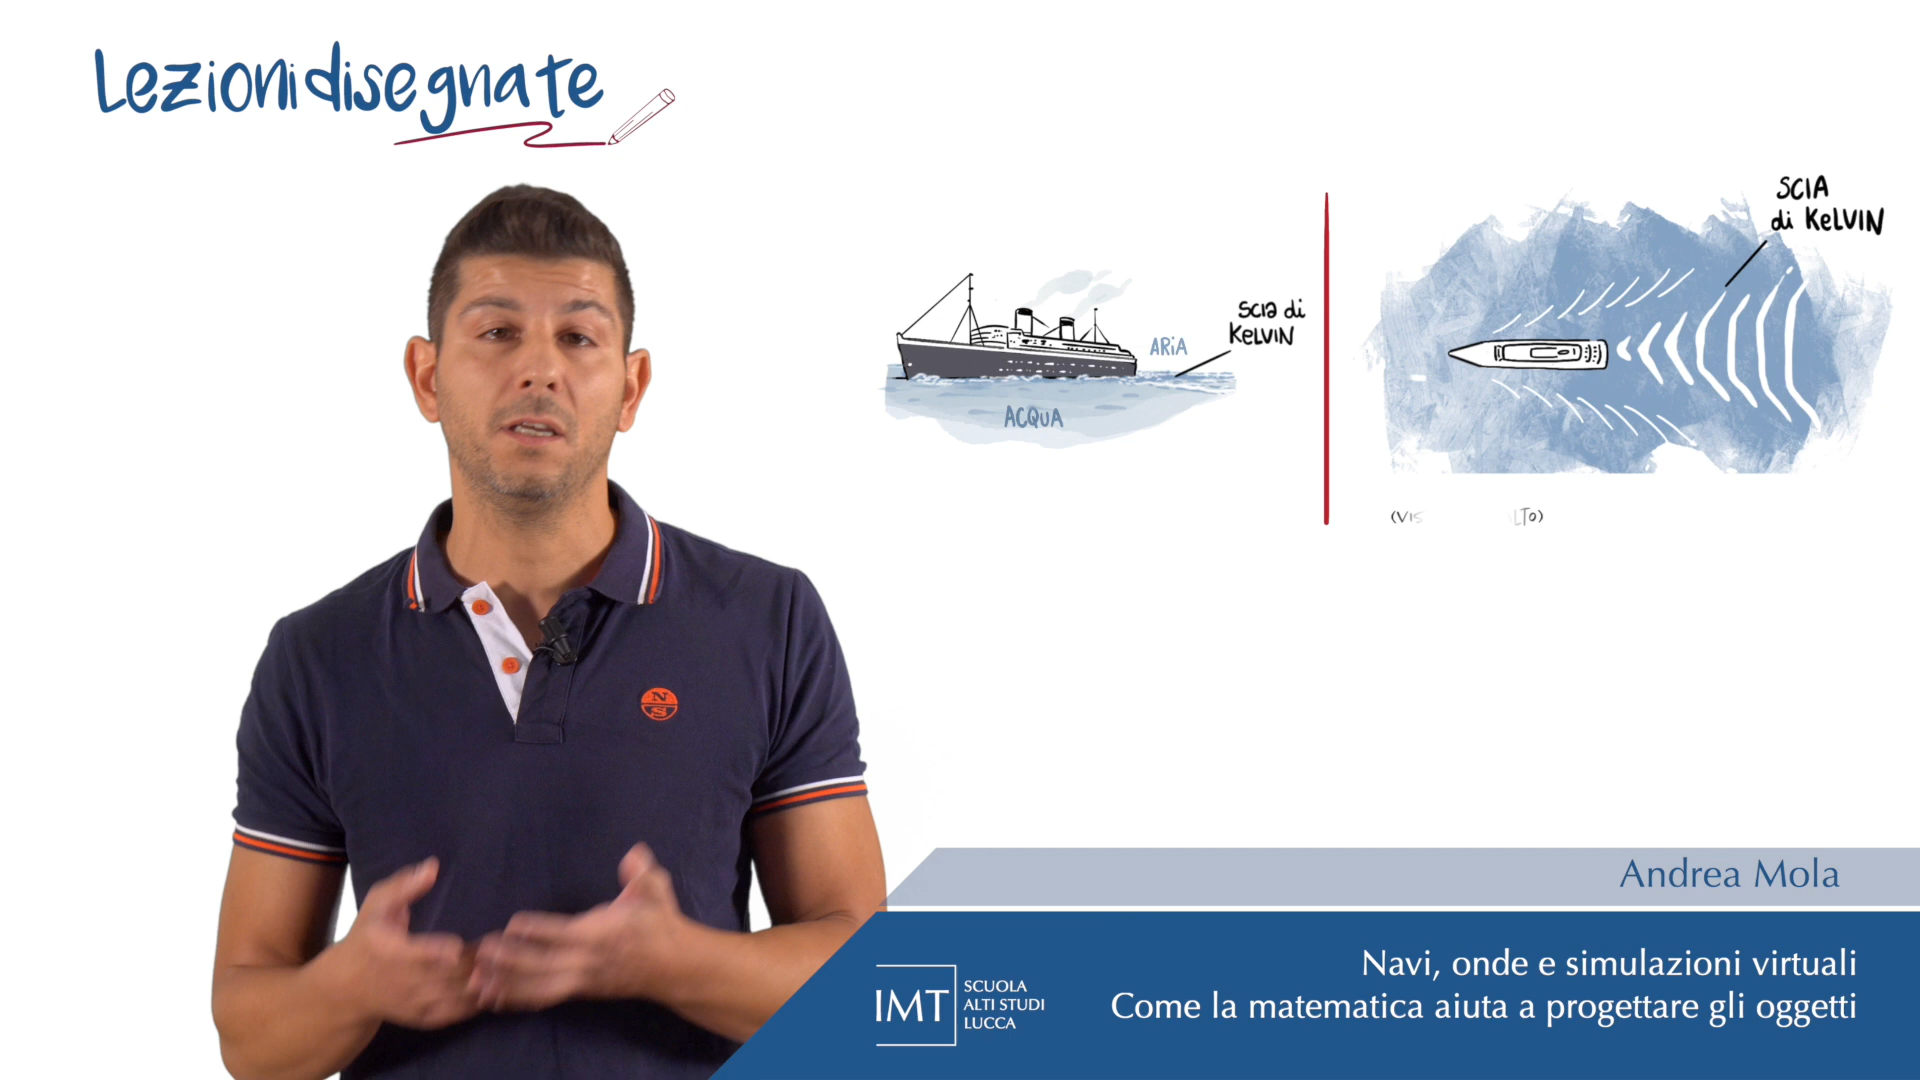 Lezionidisegnate
SCIA
di KELVIN
SCIA di
KELVIN
ARIA
ACQUA
N
S
Andrea Mola
Navi, onde e simulazioni virtuali
Come la matematica aiuta a progettare gli oggetti
IMT
SCUOLA
ALTI STUDI
LUCCA